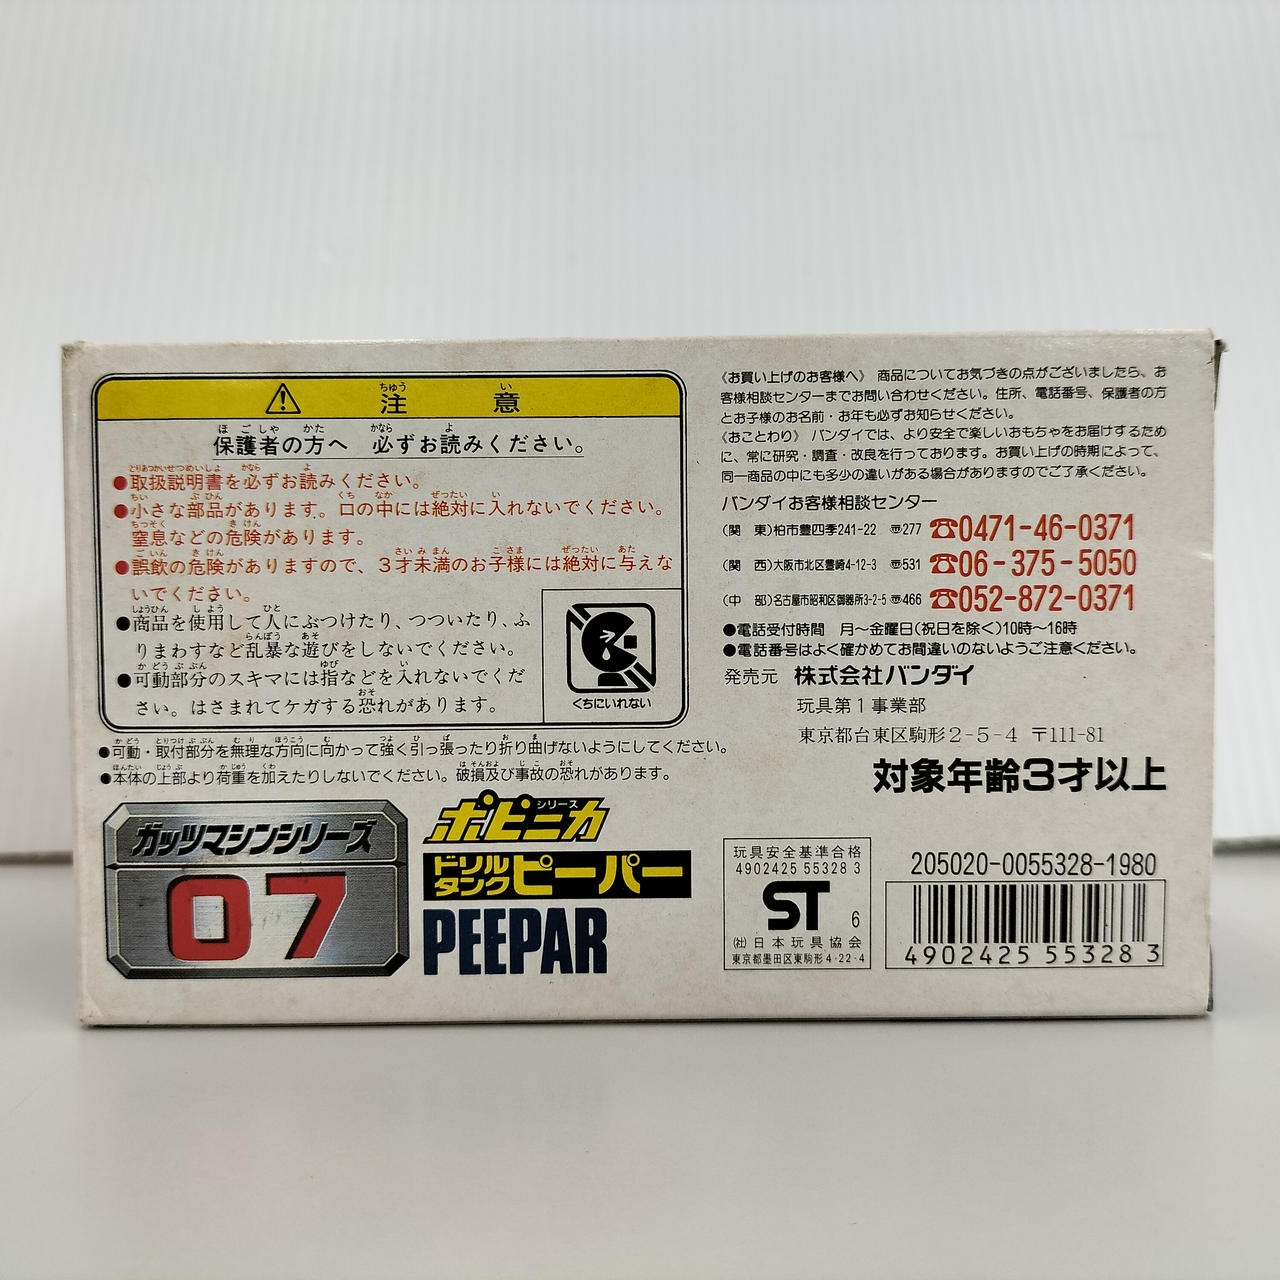 ⚠ 注意
保護者の方へ 必ずお読みください。
●取扱説明書を必ずお読みください。
●小さな部品があります。口の中には絶対に入れないでください。
窒息などの危険があります。
●誤飲の危険がありますので、3才未満のお子様には絶対に与えな
いでください。
●商品を使用して人にぶつけたり、つついたり、ふ
りまわすなど乱暴な遊びをしないでください。
●可動部分のスキマには指などを入れないでくだ
さい。はさまれてケガする恐れがあります。
くちにいれない
●可動・取付部分を無理な方向に向かって強く引っ張ったり折り曲げないようにしてください。
●本体の上部より荷重を加えたりしないでください。破損及び事故の恐れがあります。
ガッツマシンシリーズ
07
ポピニカシリーズ
ドリルタンクピーパー
PEEPAR
《お買い上げのお客様へ》 商品についてお気づきの点がございましたら、お
客様相談センターまでお問い合わせください。住所、電話番号、保護者の方
とお子様のお名前・お年も必ずお知らせください。
《おことわり》 バンダイでは、より安全で楽しいおもちゃをお届けするため
に、常に研究・調査・改良を行っております。お買い上げの時期によって、
同一商品の中にも多少の違いがある場合がありますのでご了承ください。
バンダイお客様相談センター
(関 東)柏市豊四季241-22 〠277 ☎0471-46-0371
(関 西)大阪市北区豊崎4-12-3 〠531 ☎06-375-5050
(中 部)名古屋市昭和区御器所3-2-5 〠466 ☎052-872-0371
●電話受付時間 月〜金曜日(祝日を除く)10時〜16時
●電話番号はよく確かめてお間違いのないようご注意ください。
発売元 株式会社バンダイ
玩具第1事業部
東京都台東区駒形2-5-4 〒111-81
対象年齢3才以上
玩具安全基準合格
4902425 55328 3
ST 6
㈳日本玩具協会
東京都墨田区東駒形4-22-4
205020-0055328-1980
4902425 553283